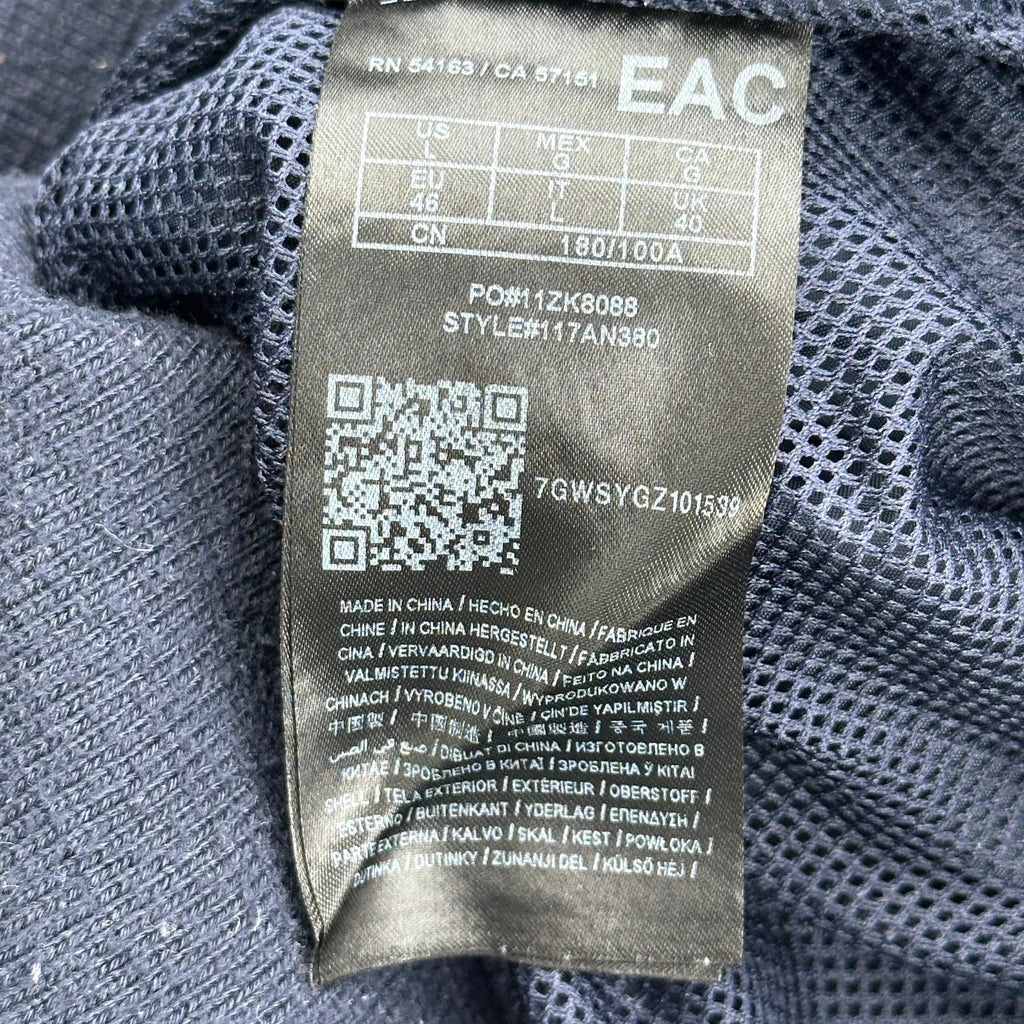 RN 54163 / CA 57151
EAC
US MEX CA
L G G
EU IT UK
46 L 40
CN 180/100A
PO#11ZK8088
STYLE#117AN380
7GWSYGZ101539
MADE IN CHINA / HECHO EN CHINA / FABRIQUE EN
CHINE / IN CHINA HERGESTELLT / FABBRICATO IN
CINA / VERVAARDIGD IN CHINA / FEITO NA CHINA /
VALMISTETTU KIINASSA / WYPRODUKOWANO W
CHINACH / VYROBENO V ČÍNE / ÇIN'DE YAPILMIŞTIR /
中国製 / 中國製造 / 中国制造 / 중국 제품 /
صنع في الصين / DIBUAT DI CHINA / ИЗГОТОВЛЕНО В
КИТАЕ / ЗРОБЛЕНО В КИТАЇ / ЗРОБЛЕНА Ў КІТАІ
SHELL / TELA EXTERIOR / EXTÉRIEUR / OBERSTOFF /
ESTERNO / BUITENKANT / YDERLAG / ΕΠΕΝΔΥΣΗ /
PARTE EXTERNA / KALVO / SKAL / KEST / POWŁOKA /
DUTINKA / DUTINKY / ZUNANJI DEL / KÜLSŐ HÉJ /